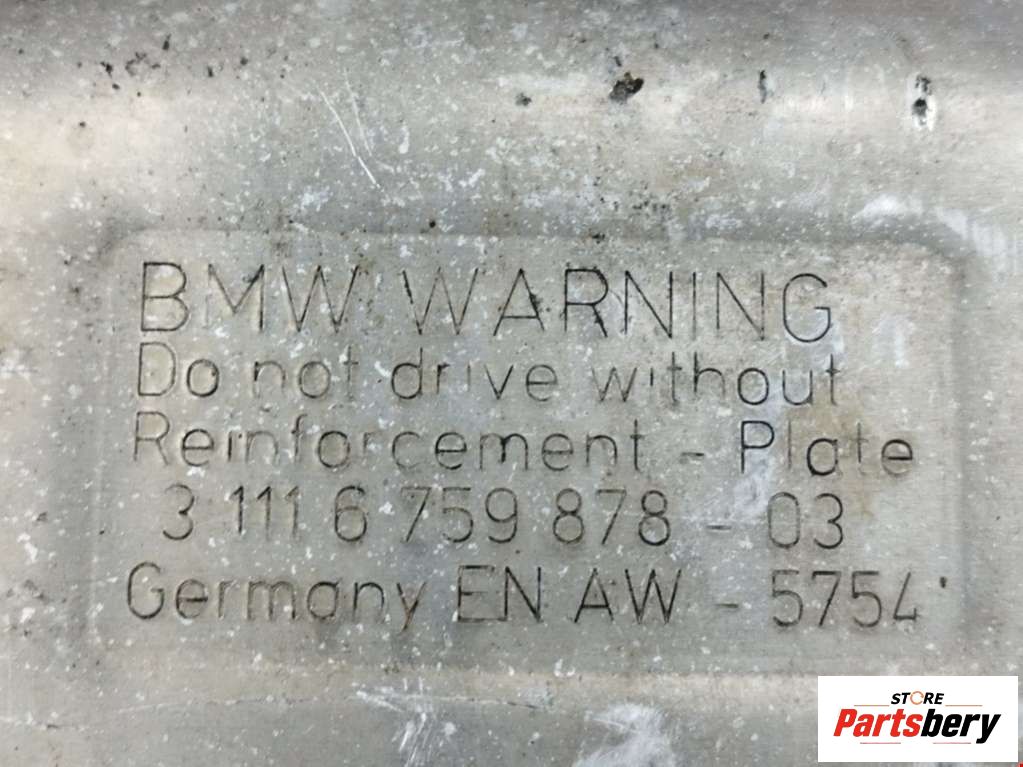 BMW WARNING
Do not drive without
Reinforcement - Plate
3 111 6 759 878 - 03
Germany EN AW - 5754
STORE
Partsbery